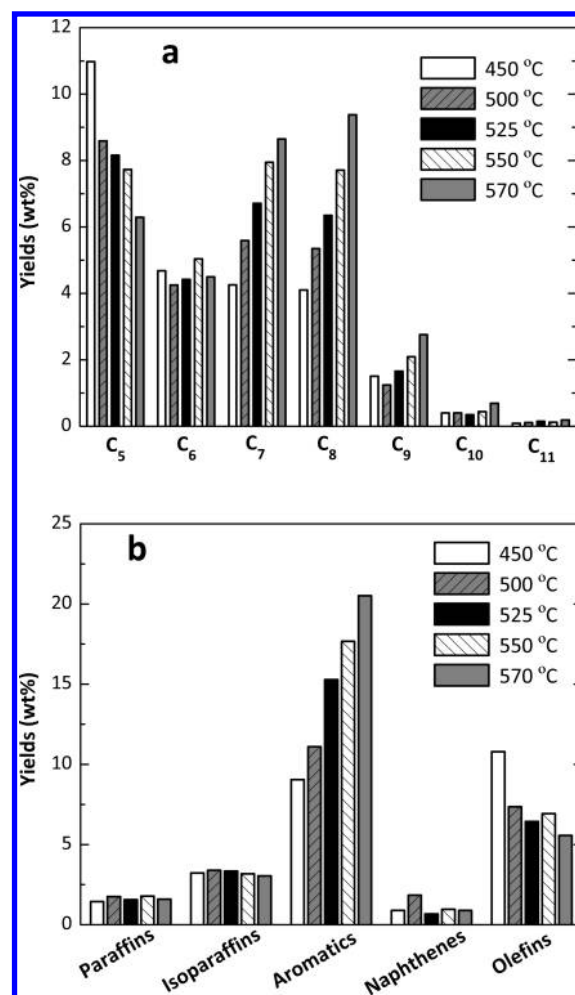 a
12
10
8
6
4
2
0
Yields (wt%)
450 °C
500 °C
525 °C
550 °C
570 °C
C₅ C₆ C₇ C₈ C₉ C₁₀ C₁₁
b
25
20
15
10
5
0
Yields (wt%)
450 °C
500 °C
525 °C
550 °C
570 °C
Paraffins Isoparaffins Aromatics Naphthenes Olefins